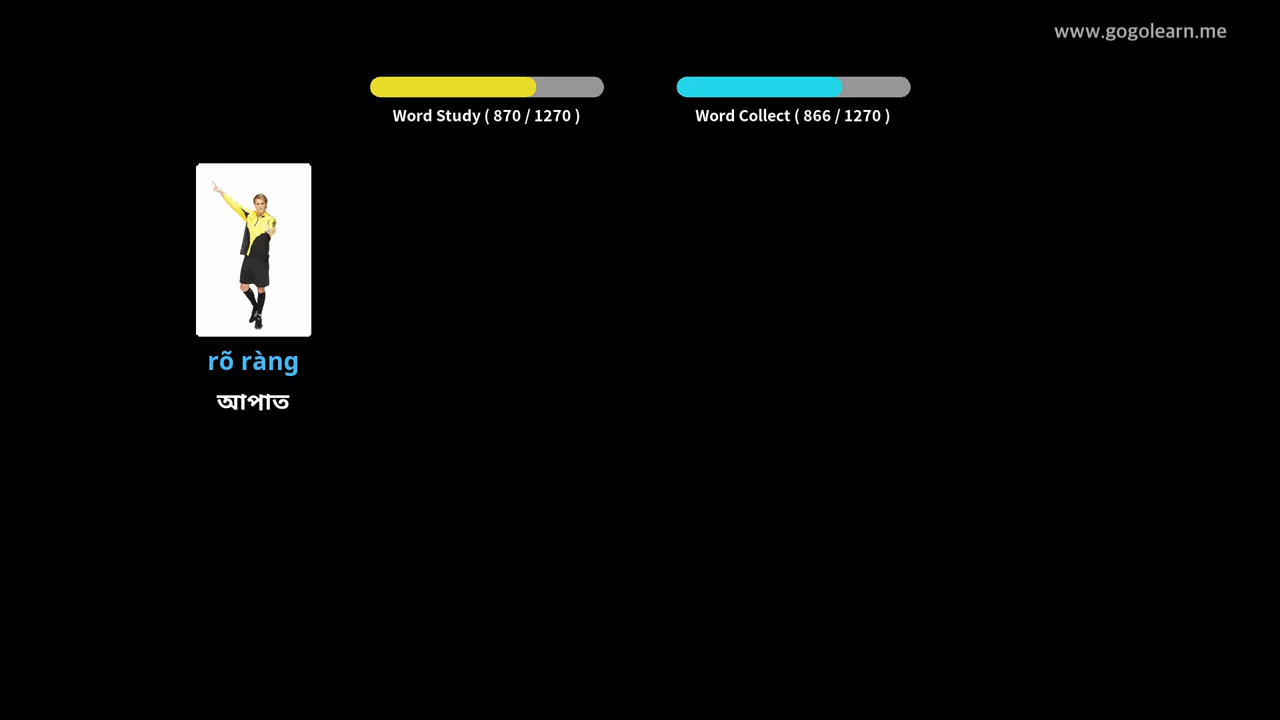 www.gogolearn.me
Word Study ( 870 / 1270 )
Word Collect ( 866 / 1270 )
rõ ràng
আপাত